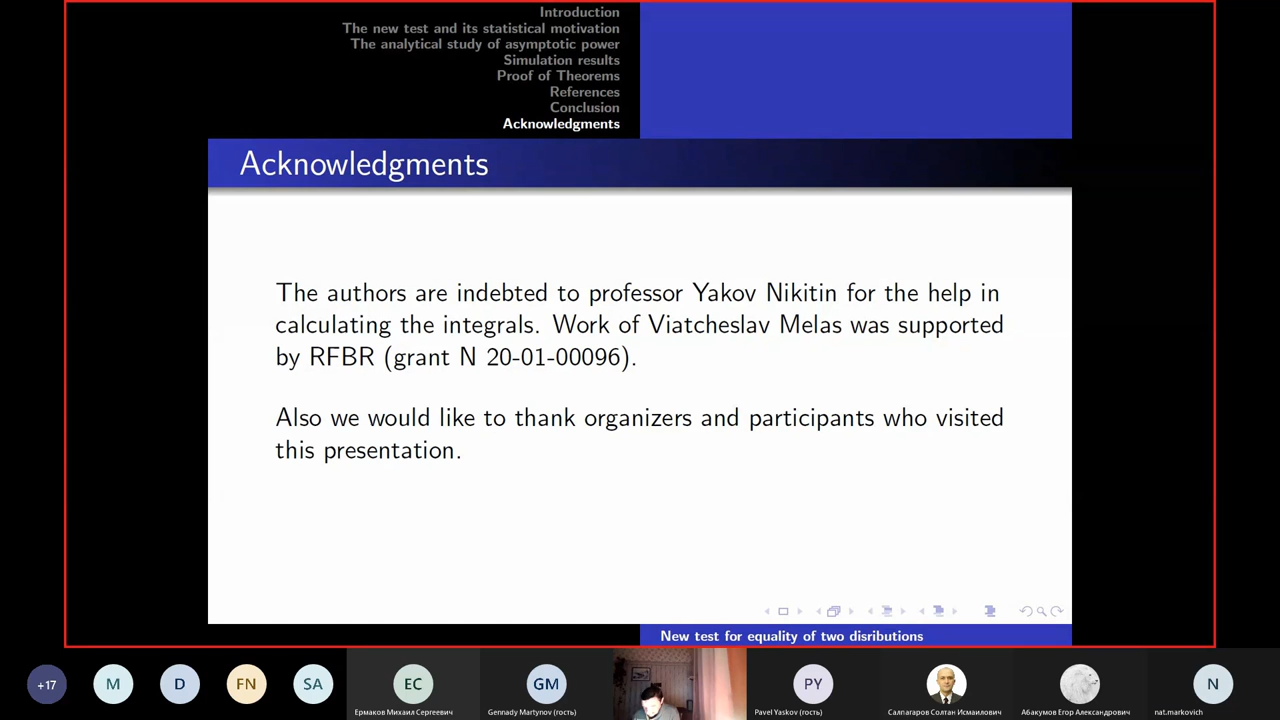 Introduction
The new test and its statistical motivation
The analytical study of asymptotic power
Simulation results
Proof of Theorems
References
Conclusion
Acknowledgments
Acknowledgments
The authors are indebted to professor Yakov Nikitin for the help in
calculating the integrals. Work of Viatcheslav Melas was supported
by RFBR (grant N 20-01-00096).
Also we would like to thank organizers and participants who visited
this presentation.
New test for equality of two disributions
+17
M
D
FN
SA
EC
GM
PY
N
Ермаков Михаил Сергеевич
Gennady Martynov (гость)
Pavel Yaskov (гость)
Салпагаров Солтан Исмаилович
Абакумов Егор Александрович
nat.markovich